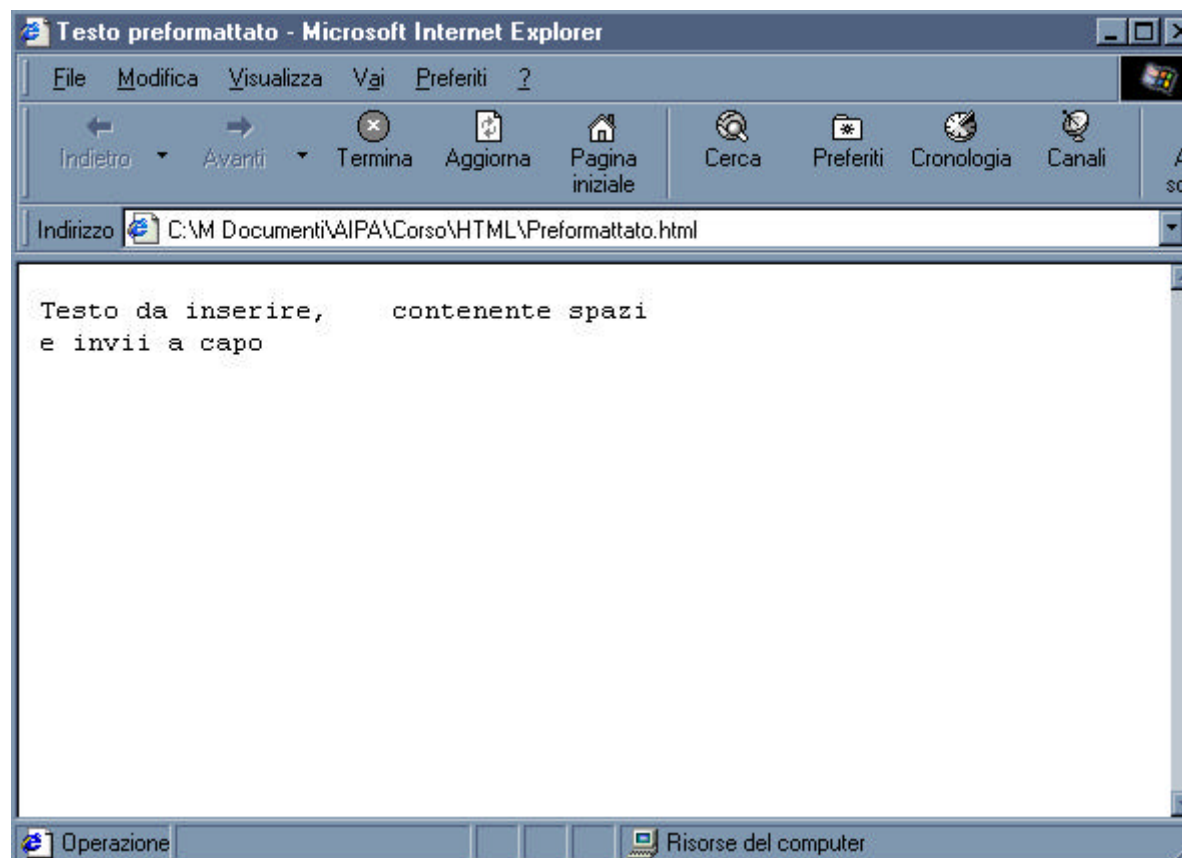 Testo preformattato - Microsoft Internet Explorer
File Modifica Visualizza Vai Preferiti ?
Indietro Avanti Termina Aggiorna Pagina iniziale Cerca Preferiti Cronologia Canali
Indirizzo C:\M Documenti\AIPA\Corso\HTML\Preformattato.html
Testo da inserire,    contenente spazi
e invii a capo
Operazione Risorse del computer